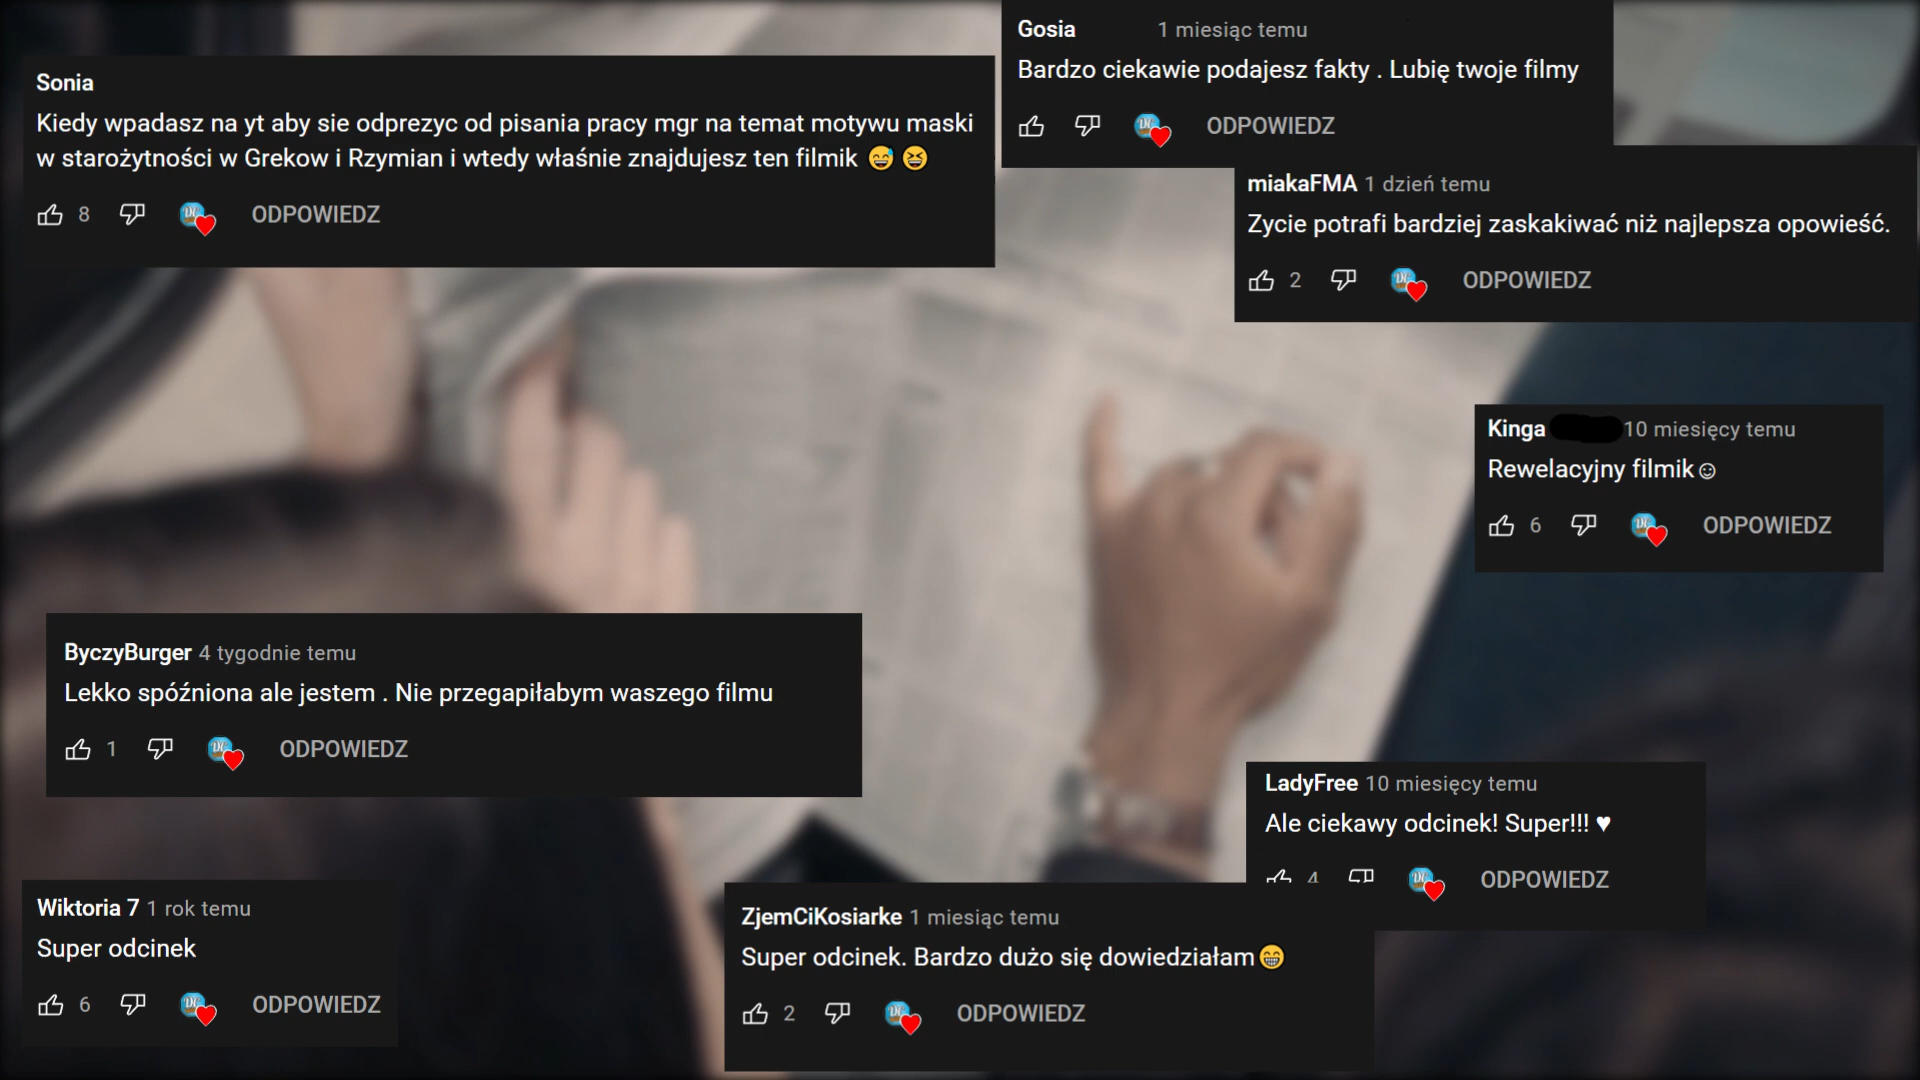 Sonia
Kiedy wpadasz na yt aby sie odprezyc od pisania pracy mgr na temat motywu maski
w starożytności w Grekow i Rzymian i wtedy właśnie znajdujesz ten filmik 😅 😆
8 ODPOWIEDZ
Gosia 1 miesiąc temu
Bardzo ciekawie podajesz fakty . Lubię twoje filmy
ODPOWIEDZ
miakaFMA 1 dzień temu
Zycie potrafi bardziej zaskakiwać niż najlepsza opowieść.
2 ODPOWIEDZ
Kinga 10 miesięcy temu
Rewelacyjny filmik☺
6 ODPOWIEDZ
ByczyBurger 4 tygodnie temu
Lekko spóźniona ale jestem . Nie przegapiłabym waszego filmu
1 ODPOWIEDZ
LadyFree 10 miesięcy temu
Ale ciekawy odcinek! Super!!! ♥
4 ODPOWIEDZ
Wiktoria 7 1 rok temu
Super odcinek
6 ODPOWIEDZ
ZjemCiKosiarke 1 miesiąc temu
Super odcinek. Bardzo dużo się dowiedziałam😁
2 ODPOWIEDZ